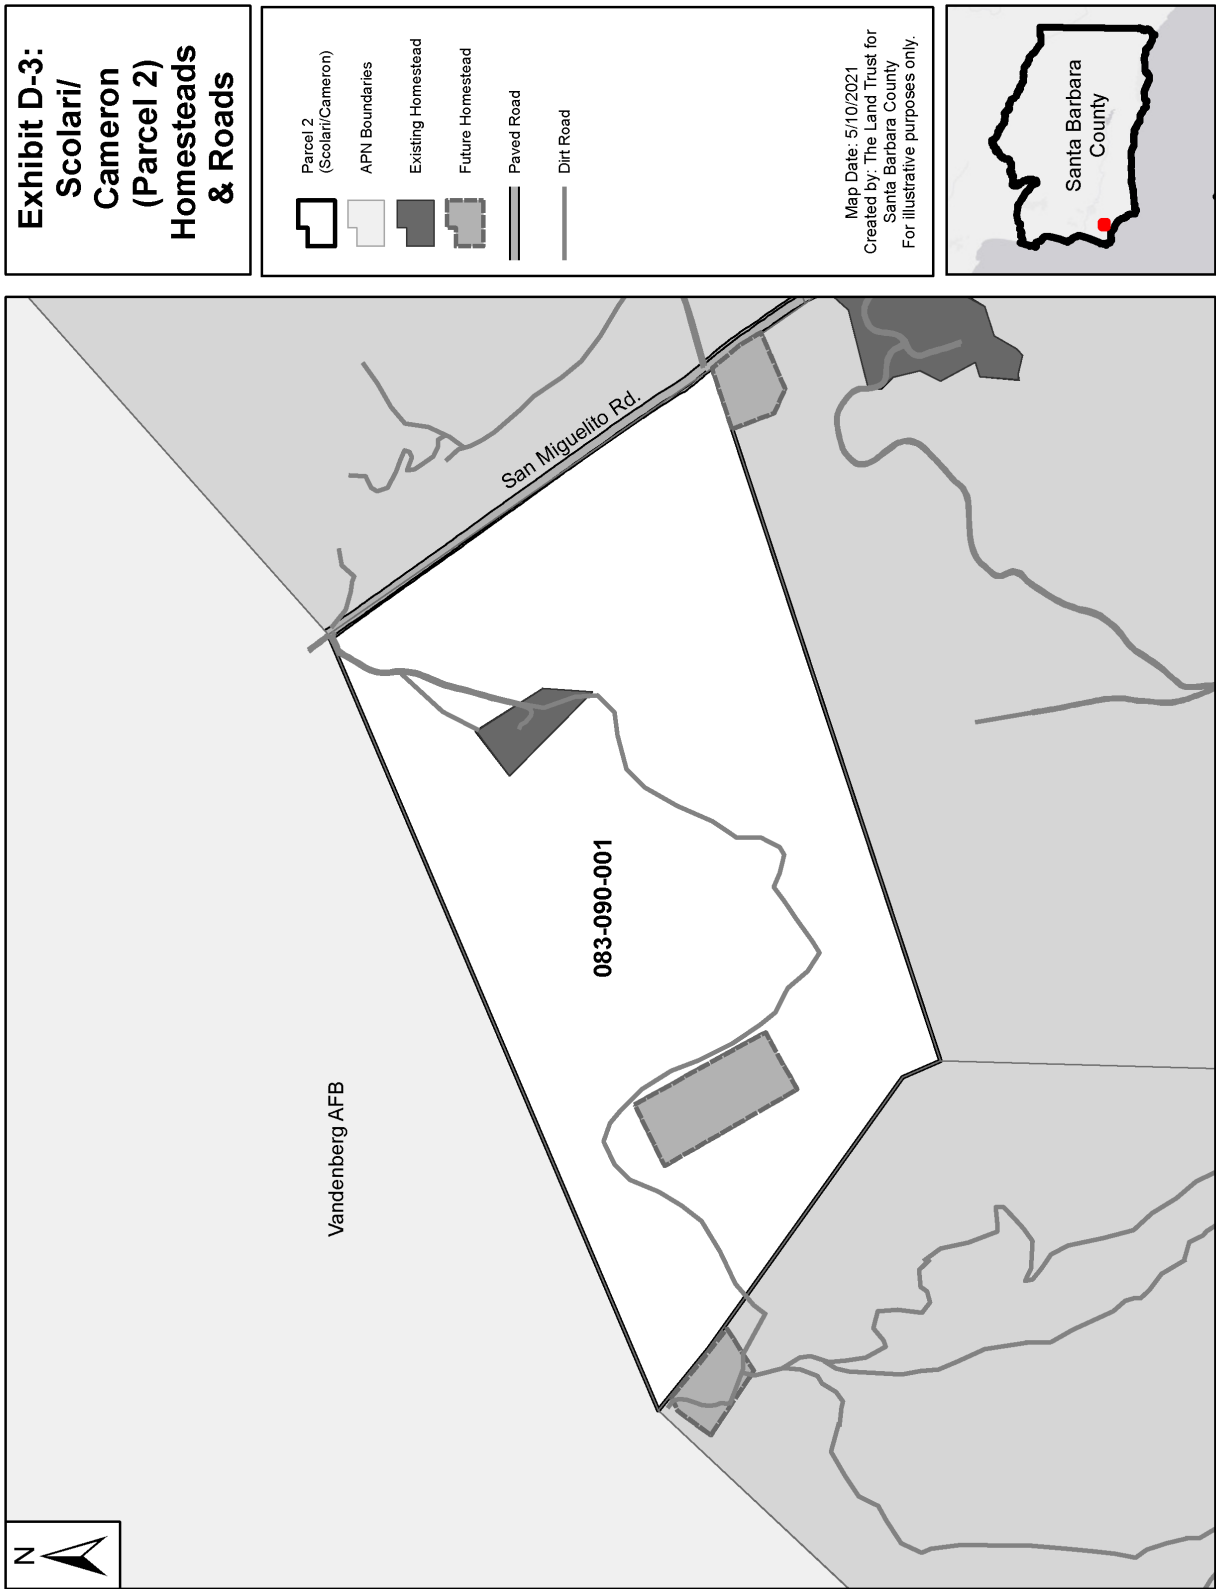 Exhibit D-3:
Scolari/
Cameron
(Parcel 2)
Homesteads
& Roads
Parcel 2
(Scolari/Cameron)
APN Boundaries
Existing Homestead
Future Homestead
Paved Road
Dirt Road
Map Date: 5/10/2021
Created by: The Land Trust for
Santa Barbara County
For illustrative purposes only.
Santa Barbara
County
N
Vandenberg AFB
San Miguelito Rd.
083-090-001